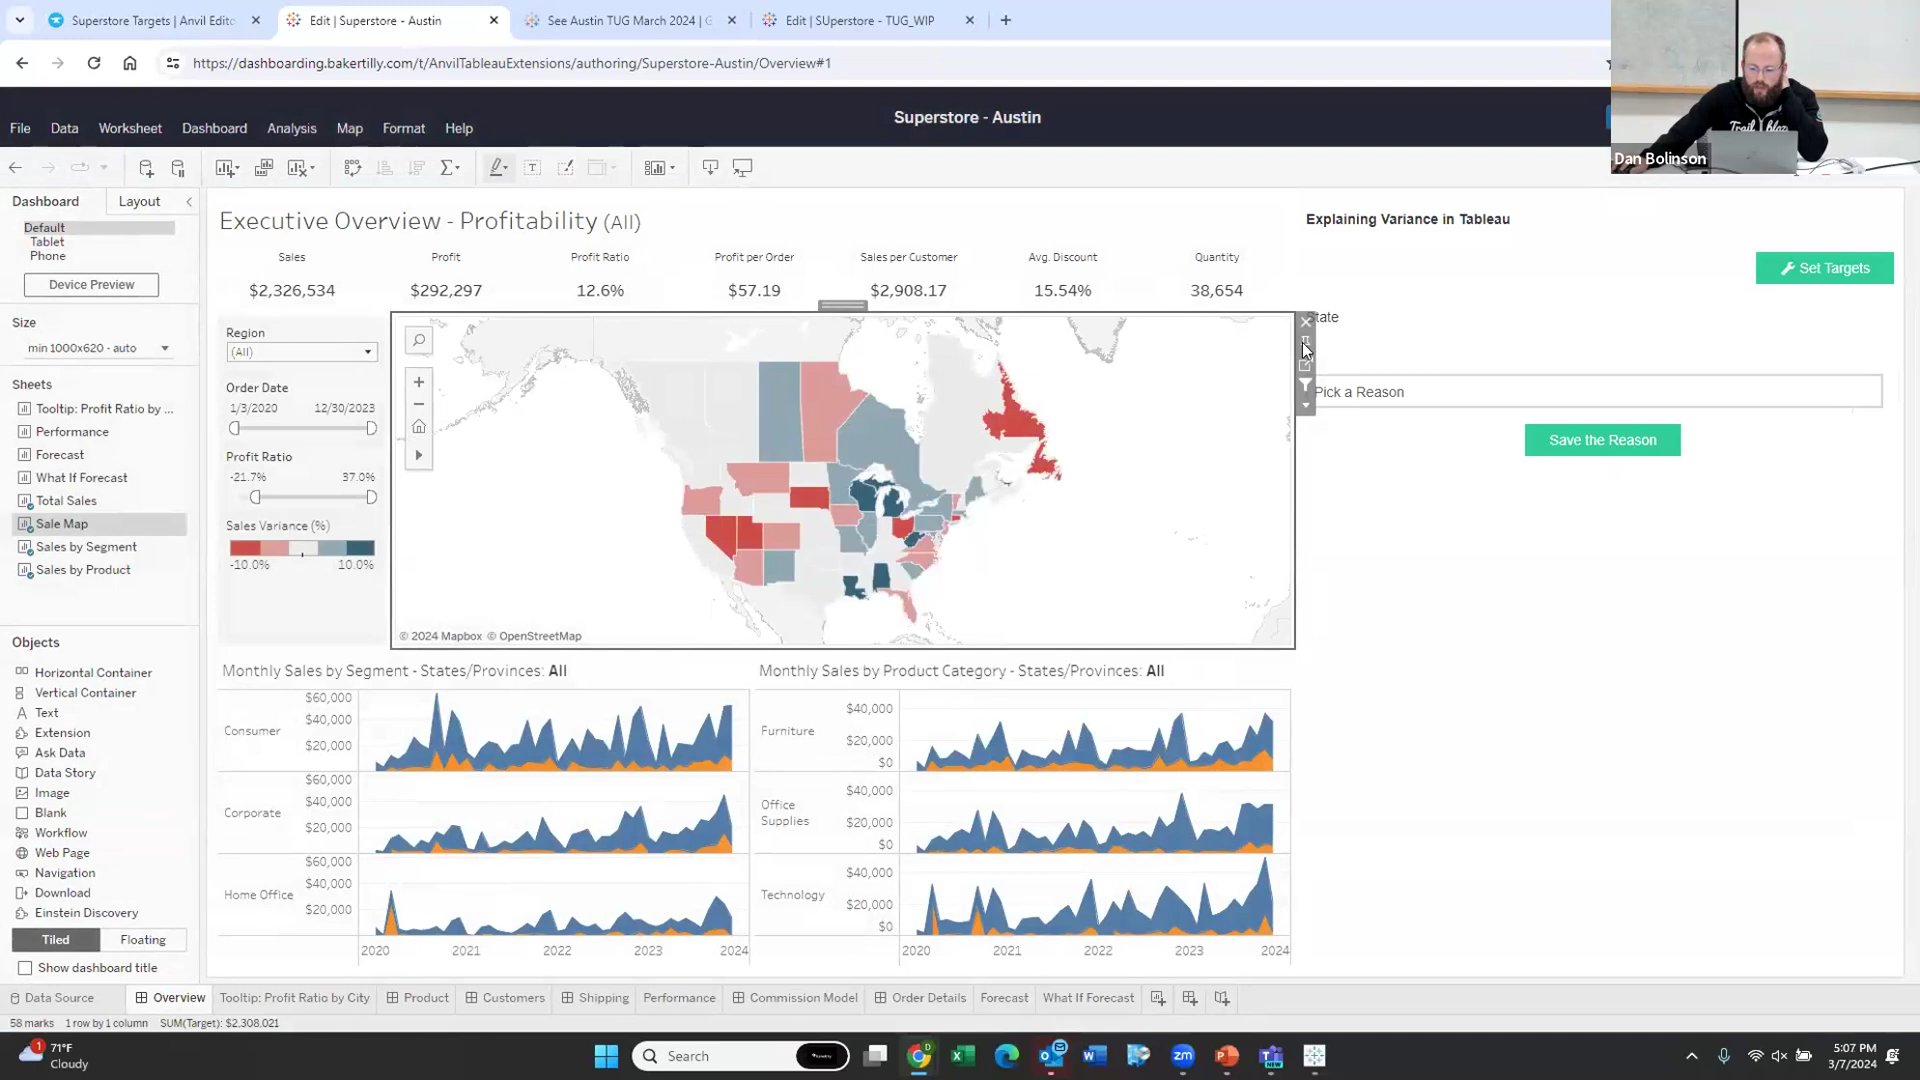 Superstore Targets | Anvil Edito
Edit | Superstore - Austin
See Austin TUG March 2024 | G
Edit | SUperstore - TUG_WIP
https://dashboarding.bakertilly.com/t/AnvilTableauExtensions/authoring/Superstore-Austin/Overview#1
Superstore - Austin
File Data Worksheet Dashboard Analysis Map Format Help
Dan Bolinson
Dashboard Layout
Default
Tablet
Phone
Device Preview
Size
min 1000x620 - auto
Sheets
Tooltip: Profit Ratio by ...
Performance
Forecast
What If Forecast
Total Sales
Sale Map
Sales by Segment
Sales by Product
Objects
Horizontal Container
Vertical Container
Text
Extension
Ask Data
Data Story
Image
Blank
Workflow
Web Page
Navigation
Download
Einstein Discovery
Tiled Floating
Show dashboard title
Executive Overview - Profitability (All)
Sales Profit Profit Ratio Profit per Order Sales per Customer Avg. Discount Quantity
$2,326,534 $292,297 12.6% $57.19 $2,908.17 15.54% 38,654
Region
(All)
Order Date
1/3/2020 12/30/2023
Profit Ratio
-21.7% 37.0%
Sales Variance (%)
-10.0% 10.0%
© 2024 Mapbox © OpenStreetMap
Explaining Variance in Tableau
Set Targets
State
Pick a Reason
Save the Reason
Monthly Sales by Segment - States/Provinces: All
Consumer
$60,000
$40,000
$20,000
Corporate
$60,000
$40,000
$20,000
Home Office
$60,000
$40,000
$20,000
2020 2021 2022 2023 2024
Monthly Sales by Product Category - States/Provinces: All
Furniture
$40,000
$20,000
$0
Office
Supplies
$40,000
$20,000
$0
Technology
$40,000
$20,000
$0
2020 2021 2022 2023 2024
Data Source Overview Tooltip: Profit Ratio by City Product Customers Shipping Performance Commission Model Order Details Forecast What If Forecast
58 marks 1 row by 1 column SUM(Target): $2,308,021
1
71°F
Cloudy
Search
5:07 PM
3/7/2024